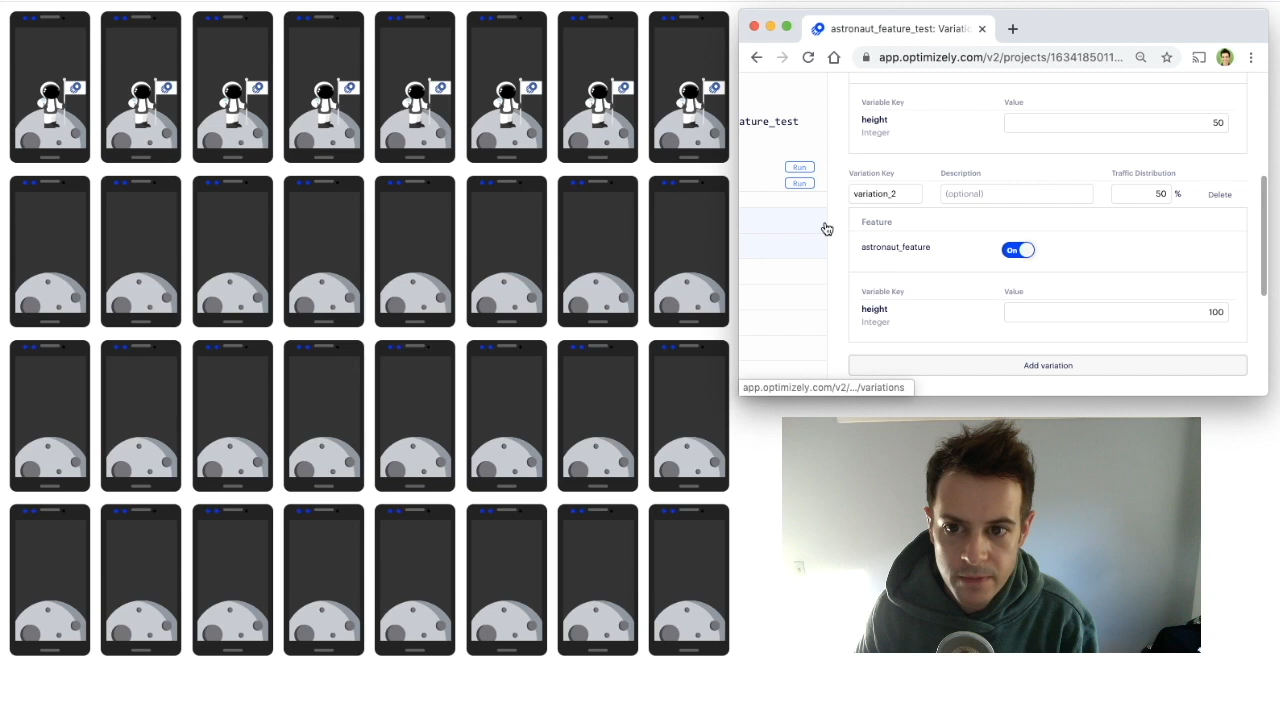 astronaut_feature_test: Variati
app.optimizely.com/v2/projects/1634185011...
ature_test
Run
Run
Variable Key Value
height 50
Integer
Variation Key Description Traffic Distribution
variation_2 (optional) 50 % Delete
Feature
astronaut_feature On
Variable Key Value
height 100
Integer
Add variation
app.optimizely.com/v2/.../variations